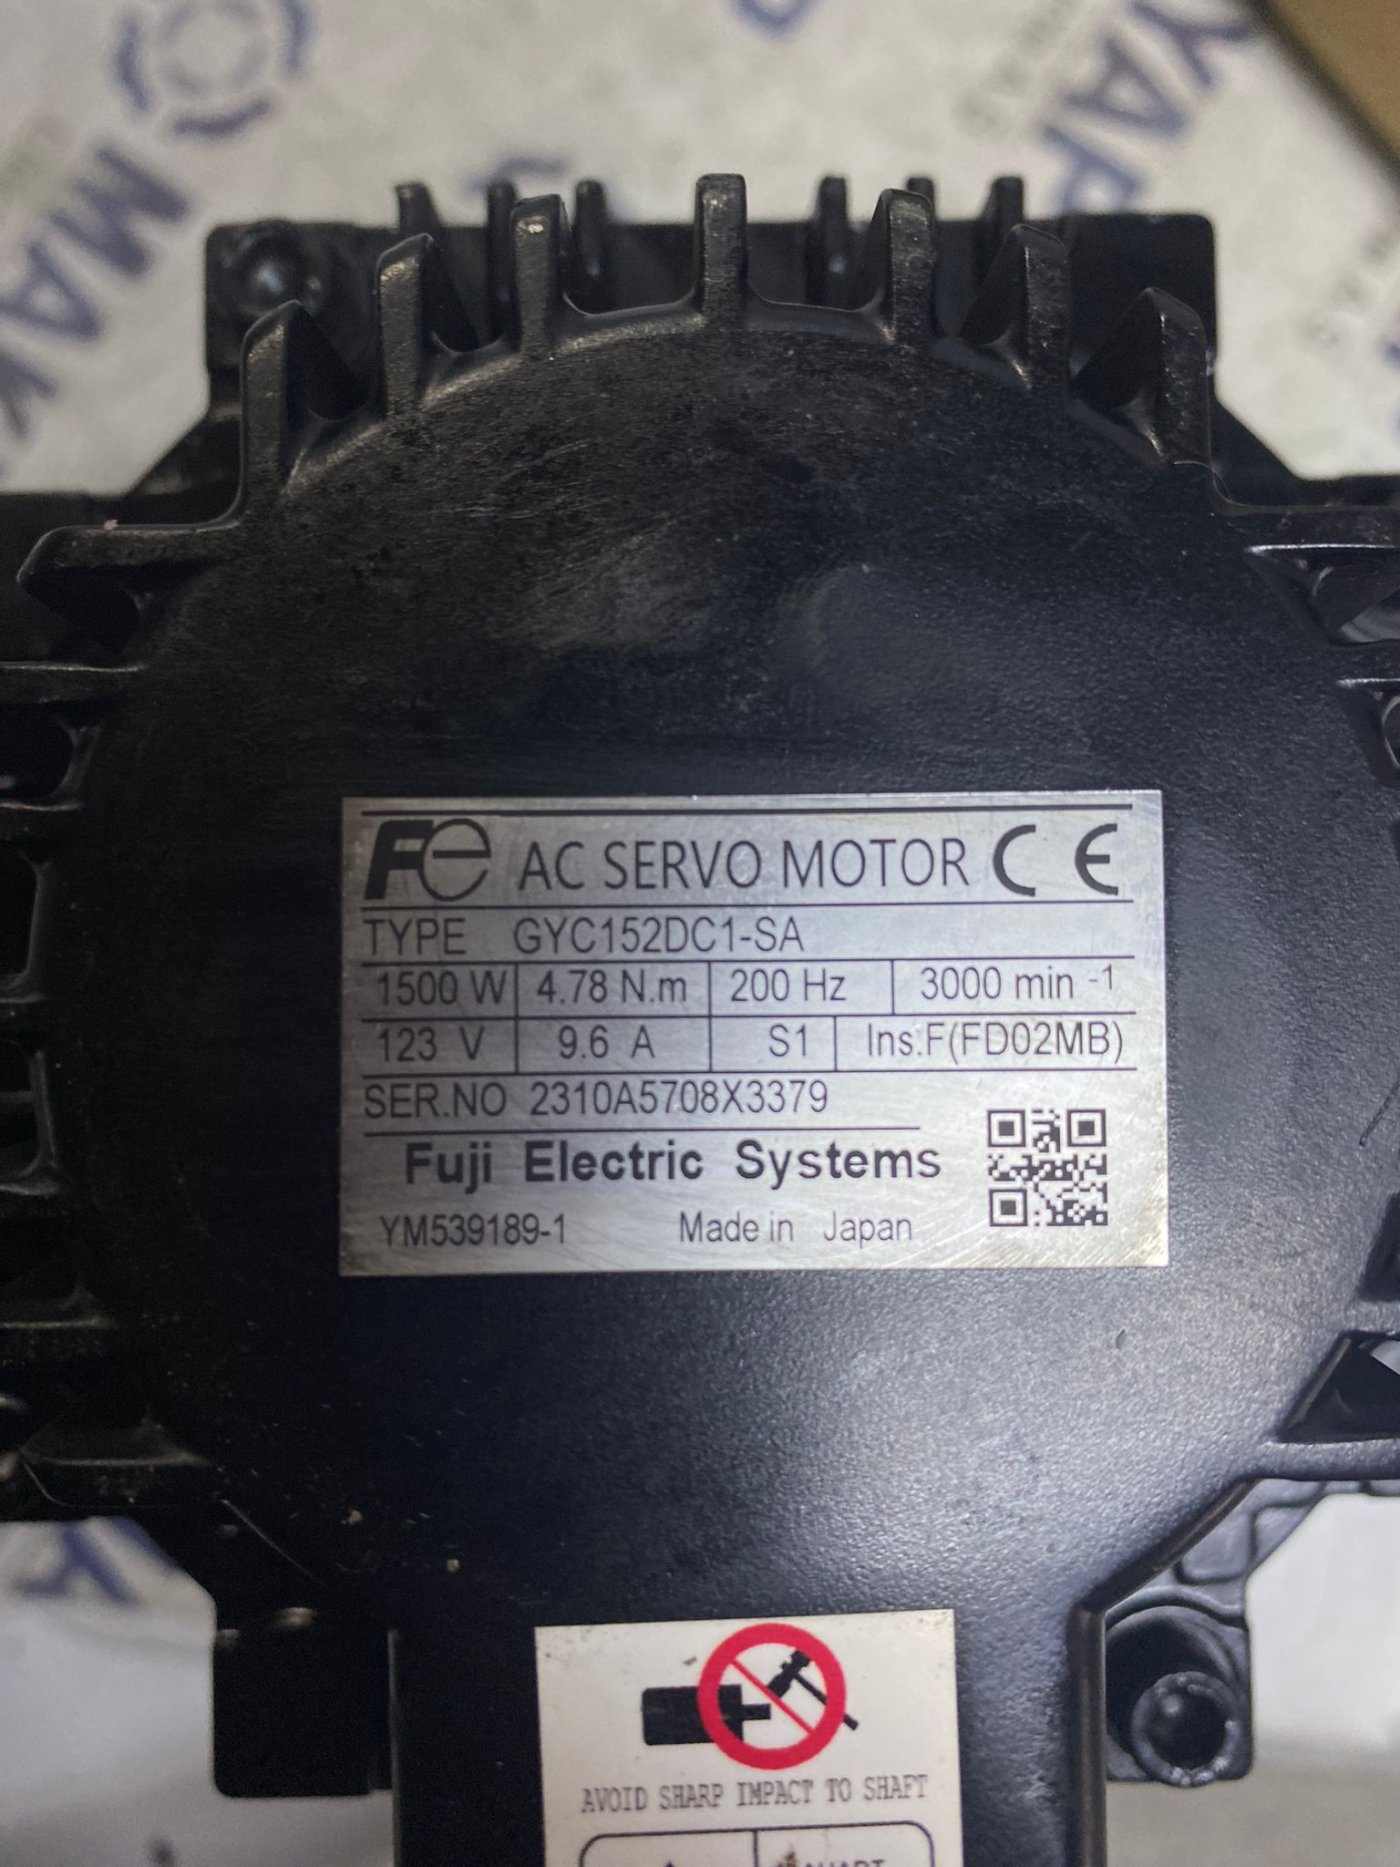 Fe AC SERVO MOTOR CE
TYPE GYC152DC1-SA
1500 W 4.78 N.m 200 Hz 3000 min -1
123 V 9.6 A S1 Ins.F(FD02MB)
SER.NO 2310A5708X3379
Fuji Electric Systems
YM539189-1 Made in Japan
AVOID SHARP IMPACT TO SHAFT